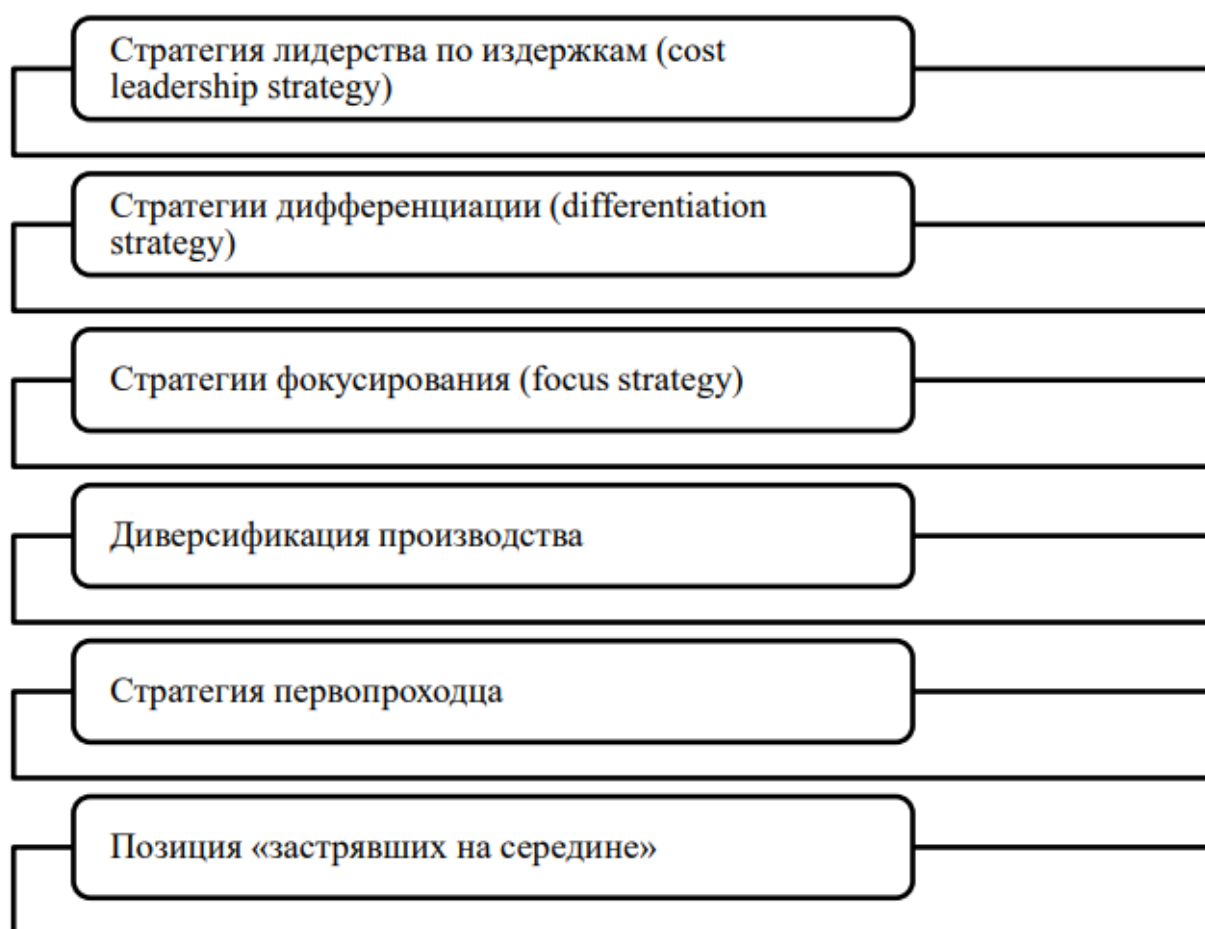 Стратегия лидерства по издержкам (cost
leadership strategy)
Стратегии дифференциации (differentiation
strategy)
Стратегии фокусирования (focus strategy)
Диверсификация производства
Стратегия первопроходца
Позиция «застрявших на середине»